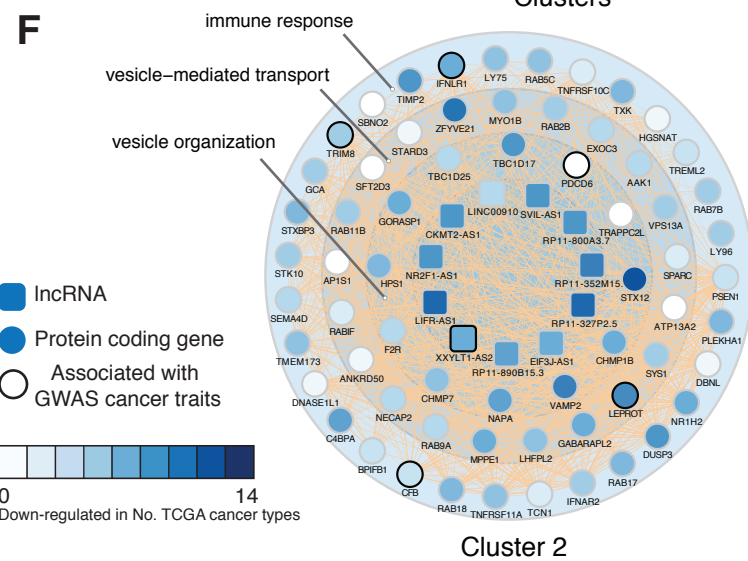 Clusters
F
immune response
vesicle-mediated transport
vesicle organization
IFNLR1
LY75
RAB5C
TNFRSF10C
TIMP2
TXK
SBNO2
ZFYVE21
MYO1B
RAB2B
HGSNAT
TRIM8
STARD3
EXOC3
TBC1D17
TREML2
SFT2D3
TBC1D25
PDCD6
AAK1
GCA
RAB7B
LINC00910
SVIL-AS1
STXBP3
RAB11B
GORASP1
CKMT2-AS1
RP11-800A3.7
TRAPPC2L
VPS13A
LY96
STK10
AP1S1
HPS1
NR2F1-AS1
RP11-352M15.
STX12
SPARC
PSEN1
SEMA4D
RABIF
LIFR-AS1
RP11-327P2.5
ATP13A2
PLEKHA1
TMEM173
F2R
XXYLT1-AS2
RP11-890B15.3
EIF3J-AS1
CHMP1B
SYS1
DBNL
DNASE1L1
ANKRD50
CHMP7
NAPA
VAMP2
LEPROT
NR1H2
C4BPA
NECAP2
RAB9A
MPPE1
LHFPL2
GABARAPL2
DUSP3
BPIFB1
CFB
RAB18
TNFRSF11A
TCN1
IFNAR2
RAB17
lncRNA
Protein coding gene
Associated with
GWAS cancer traits
0
14
Down-regulated in No. TCGA cancer types
Cluster 2